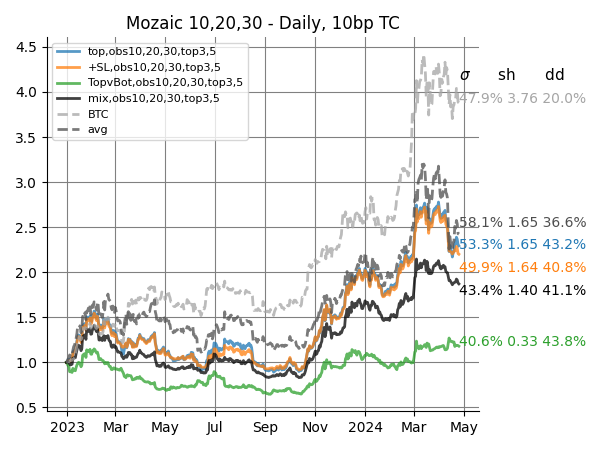 Mozaic 10,20,30 - Daily, 10bp TC
top,obs10,20,30,top3,5
+SL,obs10,20,30,top3,5
TopvBot,obs10,20,30,top3,5
mix,obs10,20,30,top3,5
BTC
avg
σ sh dd
47.9% 3.76 20.0%
58.1% 1.65 36.6%
53.3% 1.65 43.2%
49.9% 1.64 40.8%
43.4% 1.40 41.1%
40.6% 0.33 43.8%
4.5
4.0
3.5
3.0
2.5
2.0
1.5
1.0
0.5
2023 Mar May Jul Sep Nov 2024 Mar May